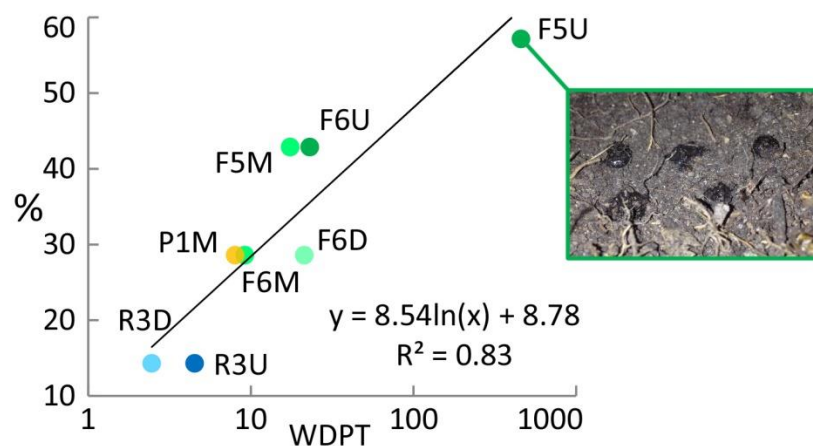 60
50
40
30
20
10
%
F5U
F6U
F5M
P1M
F6D
F6M
R3D
R3U
y = 8.54ln(x) + 8.78
R² = 0.83
1
10
100
1000
WDPT